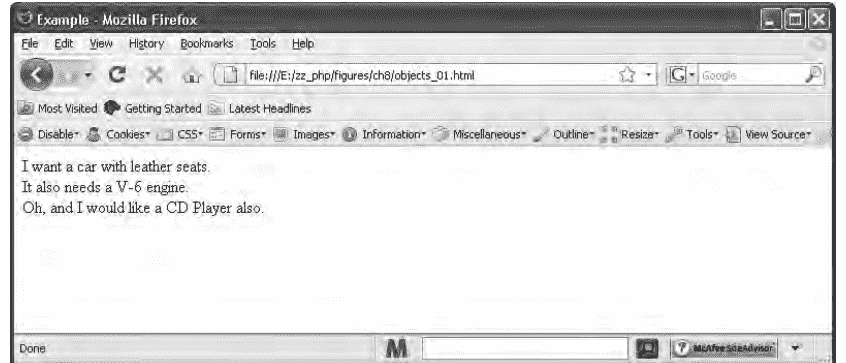 Example - Mozilla Firefox
File Edit View History Bookmarks Tools Help
file:///E:/zz_php/figures/ch8/objects_01.html
G Google
Most Visited Getting Started Latest Headlines
Disable Cookies CSS Forms Images Information Miscellaneous Outline Resize Tools View Source
I want a car with leather seats.
It also needs a V-6 engine.
Oh, and I would like a CD Player also.
Done M McAfee SiteAdvisor